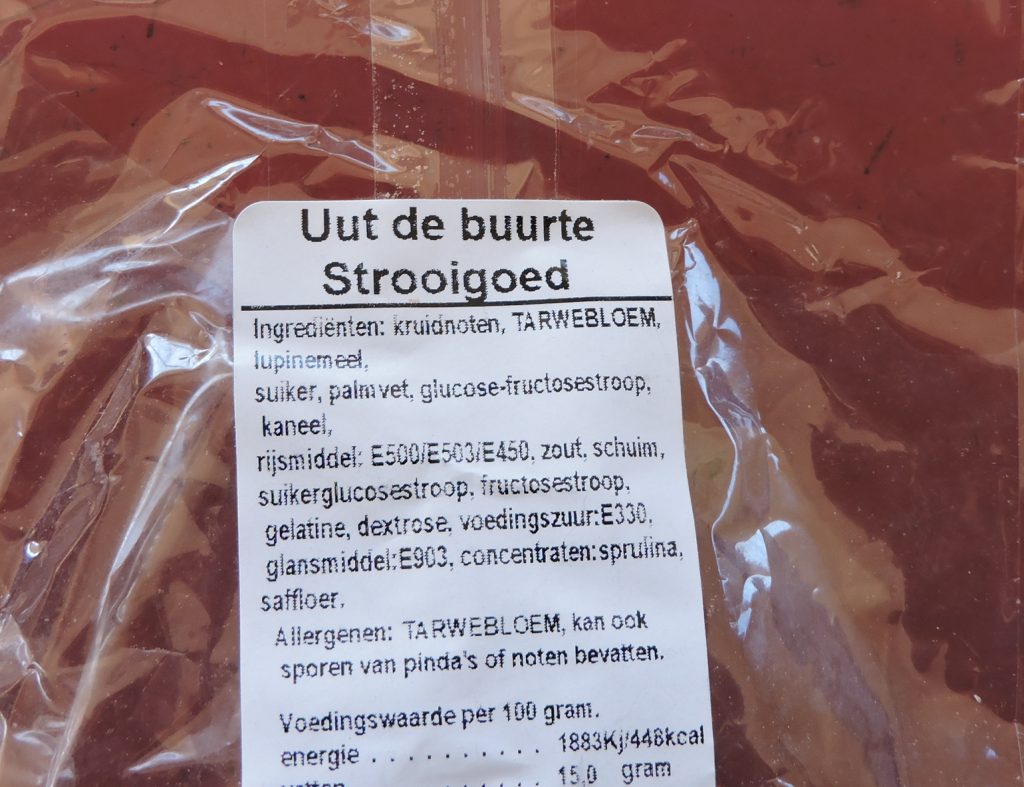 Uut de buurte
Strooigoed
Ingrediënten: kruidnoten, TARWEBLOEM,
lupinemeel,
suiker, palmvet, glucose-fructosestroop,
kaneel,
rijsmiddel: E500/E503/E450, zout, schuim,
suikerglucosestroop, fructosestroop,
gelatine, dextrose, voedingszuur:E330,
glansmiddel:E903, concentraten:sprulina,
saffloer.
Allergenen: TARWEBLOEM, kan ook
sporen van pinda's of noten bevatten.
Voedingswaarde per 100 gram.
energie . . . . . . . . . . 1883Kj/448kcal
vetten . . . . . . 15,0 gram